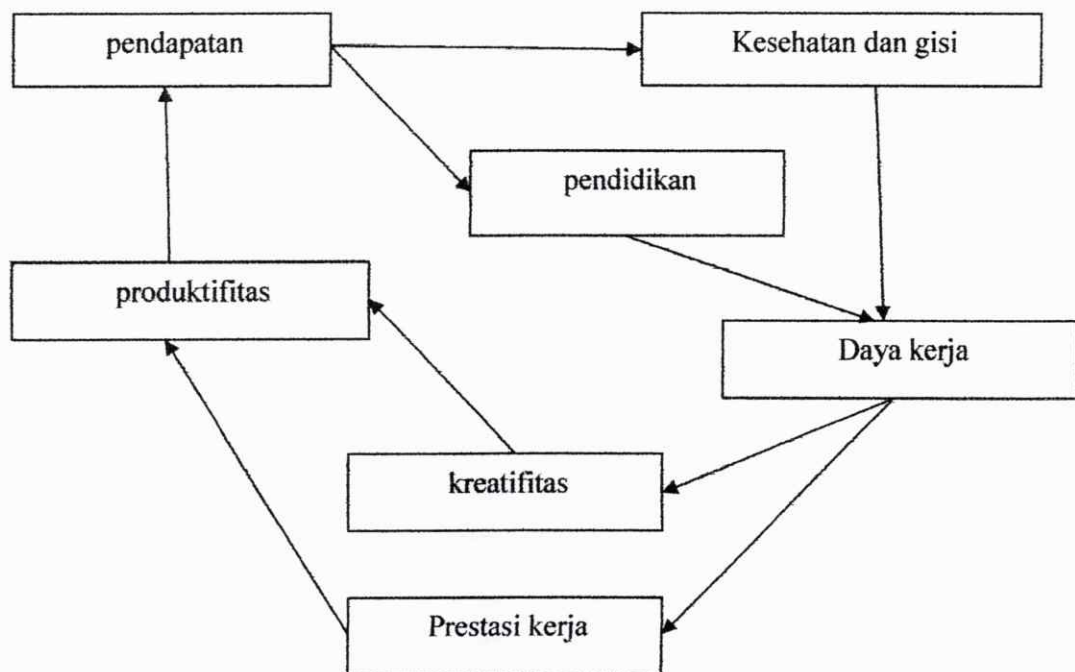 pendapatan
Kesehatan dan gisi
pendidikan
produktifitas
Daya kerja
kreatifitas
Prestasi kerja